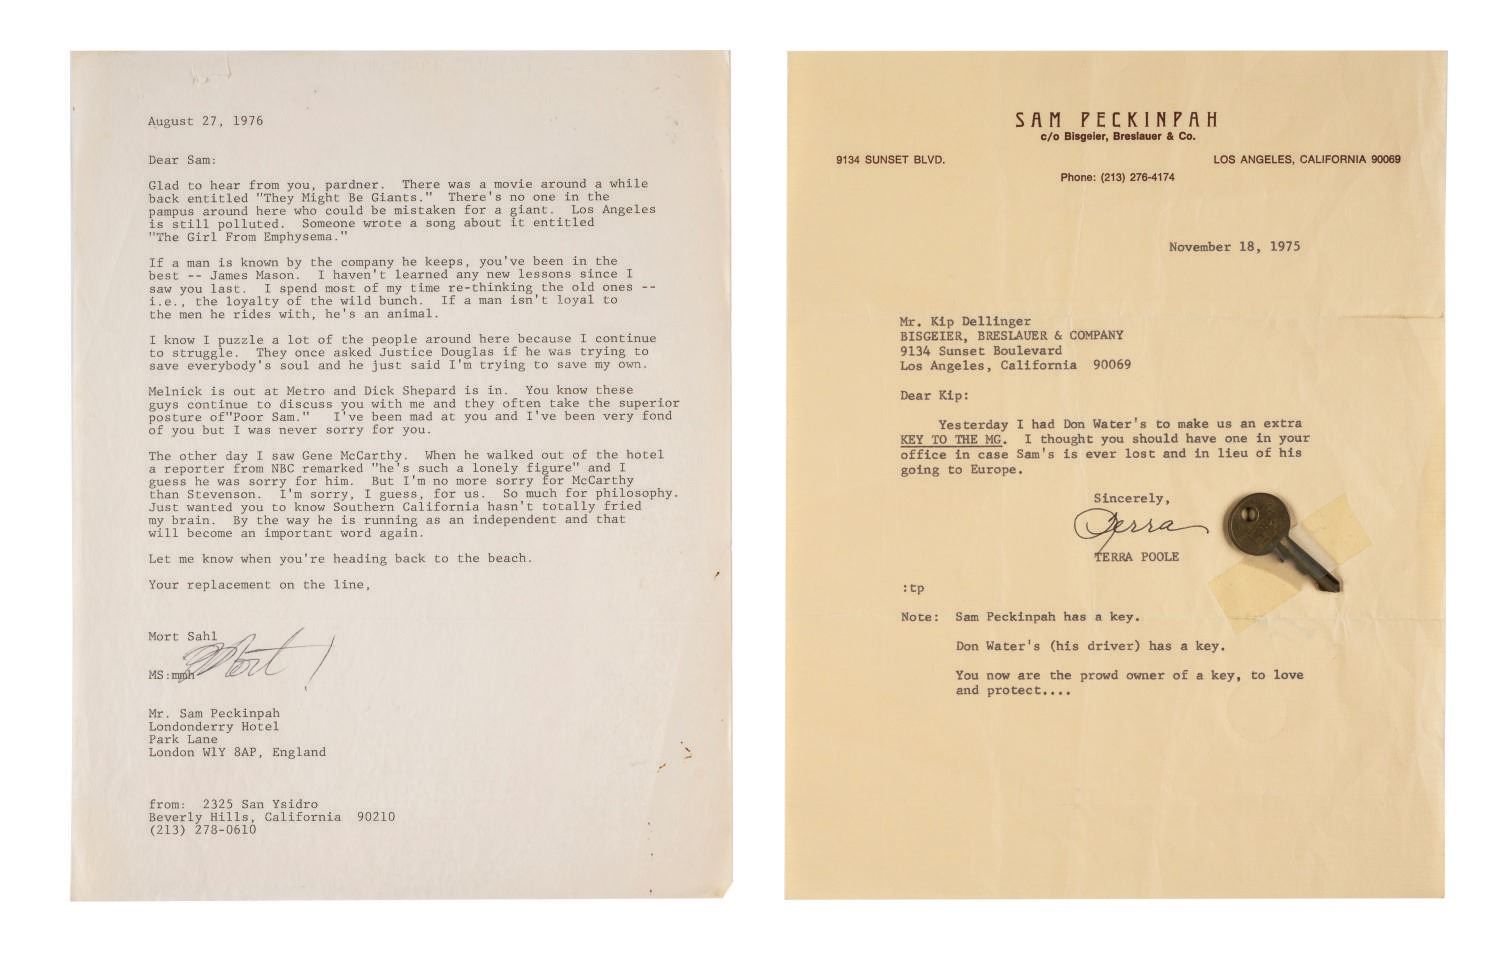 August 27, 1976
Dear Sam:
Glad to hear from you, pardner. There was a movie around a while
back entitled "They Might Be Giants." There's no one in the
pampus around here who could be mistaken for a giant. Los Angeles
is still polluted. Someone wrote a song about it entitled
"The Girl From Emphysema."
If a man is known by the company he keeps, you've been in the
best -- James Mason. I haven't learned any new lessons since I
saw you last. I spend most of my time re-thinking the old ones --
i.e., the loyalty of the wild bunch. If a man isn't loyal to
the men he rides with, he's an animal.
I know I puzzle a lot of the people around here because I continue
to struggle. They once asked Justice Douglas if he was trying to
save everybody's soul and he just said I'm trying to save my own.
Melnick is out at Metro and Dick Shepard is in. You know these
guys continue to discuss you with me and they often take the superior
posture of"Poor Sam." I've been mad at you and I've been very fond
of you but I was never sorry for you.
The other day I saw Gene McCarthy. When he walked out of the hotel
a reporter from NBC remarked "he's such a lonely figure" and I
guess he was sorry for him. But I'm no more sorry for McCarthy
than Stevenson. I'm sorry, I guess, for us. So much for philosophy.
Just wanted you to know Southern California hasn't totally fried
my brain. By the way he is running as an independent and that
will become an important word again.
Let me know when you're heading back to the beach.
Your replacement on the line,
Mort Sahl
Mort!
MS:mmh
Mr. Sam Peckinpah
Londonderry Hotel
Park Lane
London W1Y 8AP, England
from: 2325 San Ysidro
Beverly Hills, California 90210
(213) 278-0610
SAM PECKINPAH
c/o Bisgeier, Breslauer & Co.
9134 SUNSET BLVD. LOS ANGELES, CALIFORNIA 90069
Phone: (213) 276-4174
November 18, 1975
Mr. Kip Dellinger
BISGEIER, BRESLAUER & COMPANY
9134 Sunset Boulevard
Los Angeles, California 90069
Dear Kip:
Yesterday I had Don Water's to make us an extra
KEY TO THE MG. I thought you should have one in your
office in case Sam's is ever lost and in lieu of his
going to Europe.
Sincerely,
Terra
TERRA POOLE
:tp
Note: Sam Peckinpah has a key.
Don Water's (his driver) has a key.
You now are the prowd owner of a key, to love
and protect....